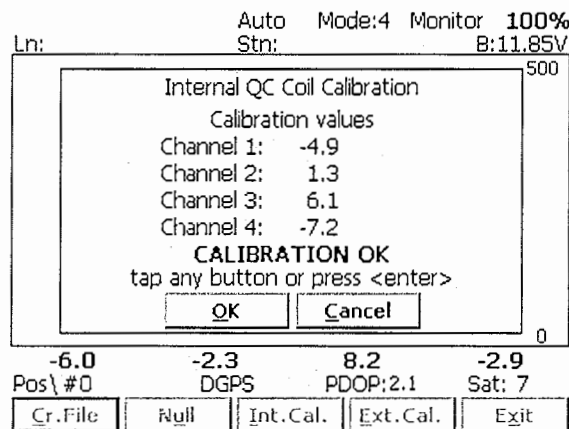 Auto Mode:4 Monitor 100%
Ln: Stn: B:11.85V
500
Internal QC Coil Calibration
Calibration values
Channel 1: -4.9
Channel 2: 1.3
Channel 3: 6.1
Channel 4: -7.2
CALIBRATION OK
tap any button or press <enter>
OK Cancel
0
-6.0 -2.3 8.2 -2.9
Pos\ #0 DGPS PDOP:2.1 Sat: 7
Cr.File Null Int.Cal. Ext.Cal. Exit